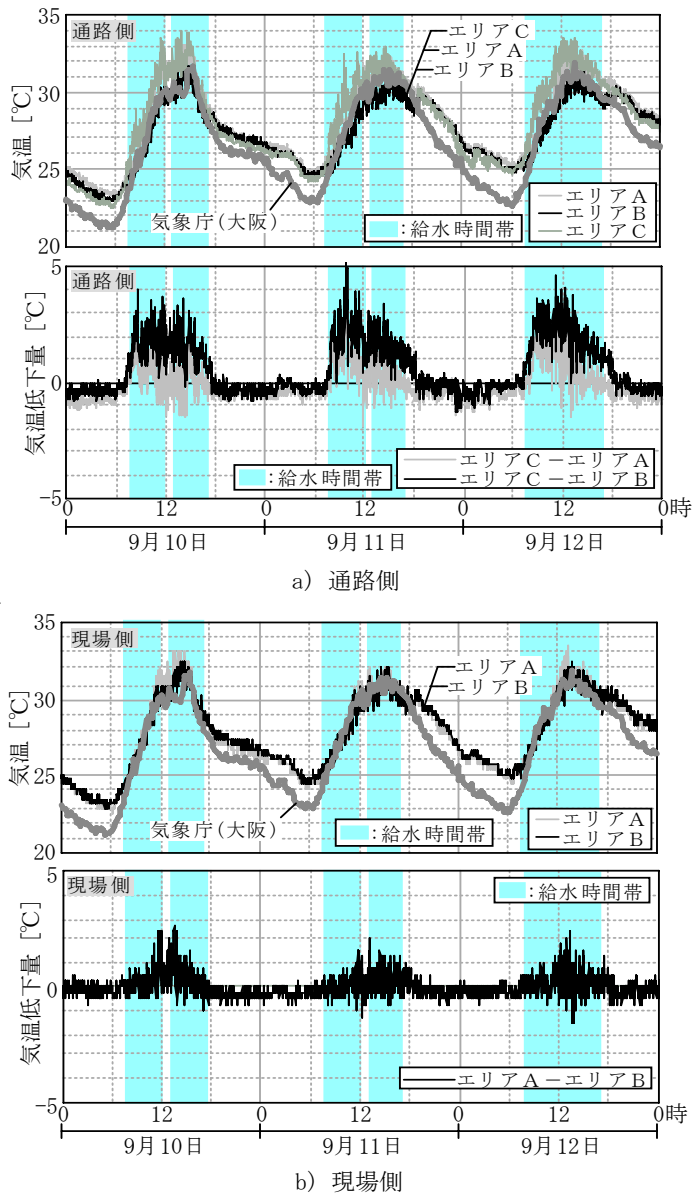 35
通路側
エリアC
エリアA
エリアB
30
気温 [℃]
25
気象庁(大阪)
:給水時間帯
エリアA
エリアB
エリアC
20
5
通路側
気温低下量 [℃]
0
:給水時間帯
エリアC－エリアA
エリアC－エリアB
－5
0 12 0 12 0 12 0時
9月10日 9月11日 9月12日
a) 通路側
35
現場側
エリアA
エリアB
30
気温 [℃]
25
気象庁(大阪)
:給水時間帯
エリアA
エリアB
20
5
現場側
:給水時間帯
気温低下量 [℃]
0
エリアA－エリアB
－5
0 12 0 12 0 12 0時
9月10日 9月11日 9月12日
b) 現場側